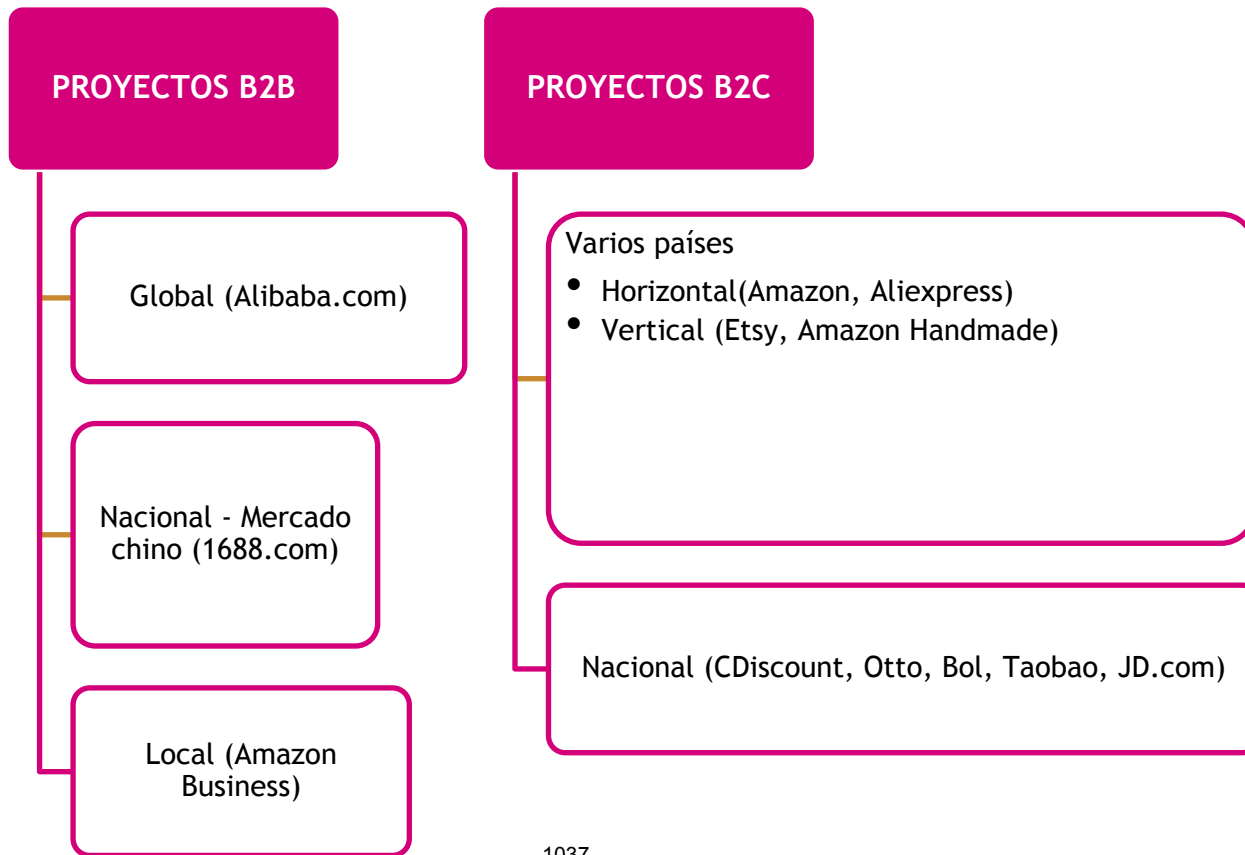 PROYECTOS B2B
Global (Alibaba.com)
Nacional - Mercado
chino (1688.com)
Local (Amazon
Business)
PROYECTOS B2C
Varios países
• Horizontal(Amazon, Aliexpress)
• Vertical (Etsy, Amazon Handmade)
Nacional (CDiscount, Otto, Bol, Taobao, JD.com)
1037